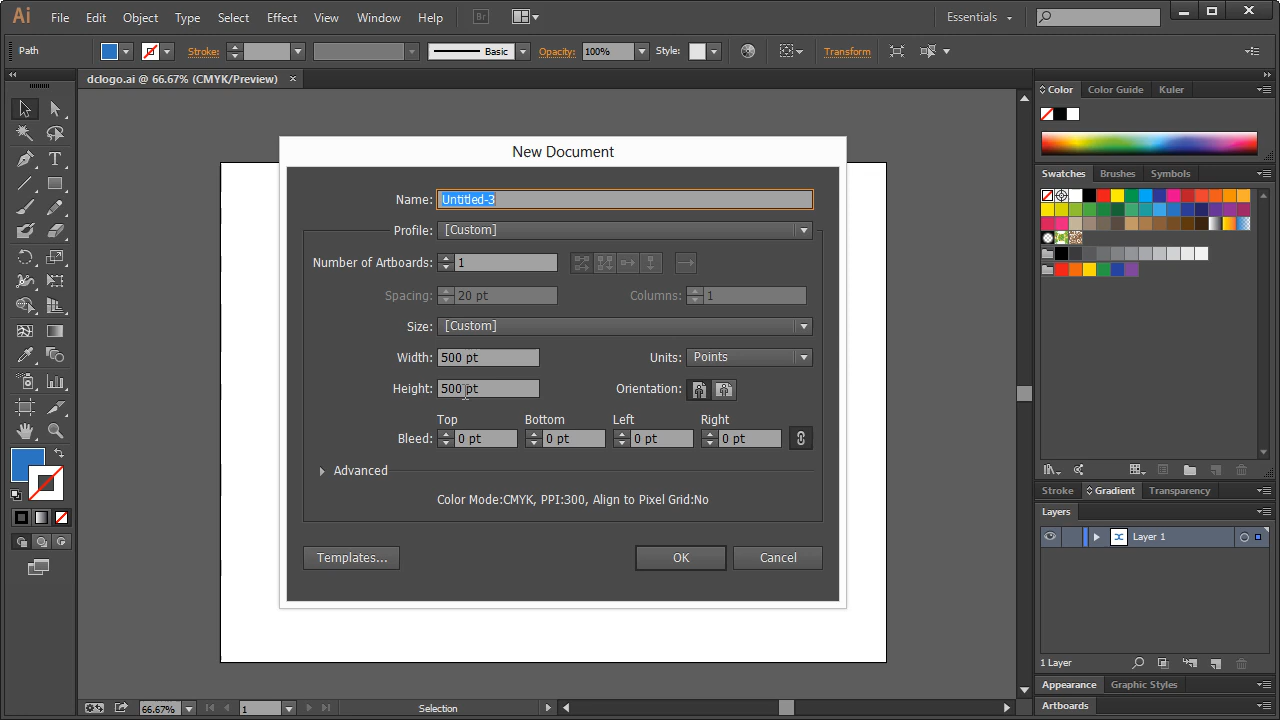 Ai File Edit Object Type Select Effect View Window Help Br Essentials
Path Stroke: Basic Opacity: 100% Style: Transform
dclogo.ai @ 66.67% (CMYK/Preview) ×
Color Color Guide Kuler
New Document
Swatches Brushes Symbols
Name: Untitled-3
Profile: [Custom]
Number of Artboards: 1
Spacing: 20 pt Columns: 1
Size: [Custom]
Width: 500 pt Units: Points
Height: 500 pt Orientation:
Top Bottom Left Right
Bleed: 0 pt 0 pt 0 pt 0 pt
Advanced
Color Mode:CMYK, PPI:300, Align to Pixel Grid:No
Templates... OK Cancel
Stroke Gradient Transparency
Layers
Layer 1
1 Layer
Appearance Graphic Styles
Artboards
66.67% 1 Selection